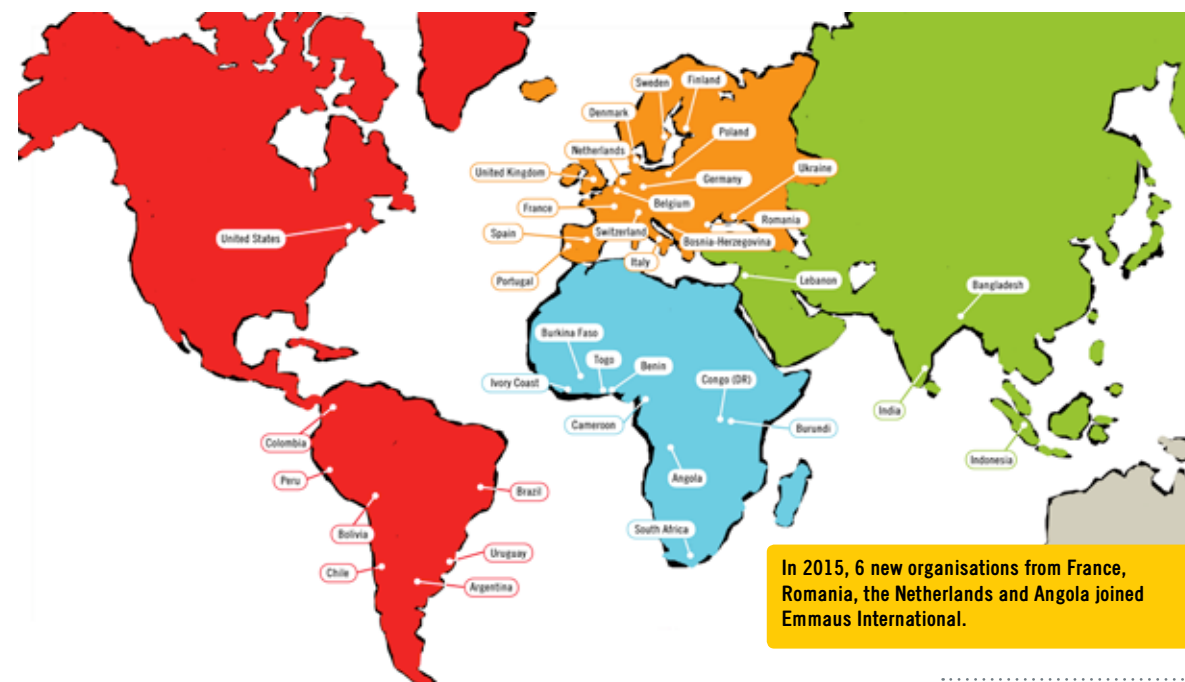 Sweden
Finland
Denmark
Poland
Netherlands
United Kingdom
Germany
Ukraine
France
Belgium
Romania
Spain
Switzerland
Bosnia-Herzegovina
United States
Italy
Portugal
Lebanon
Bangladesh
Burkina Faso
Togo
Benin
Ivory Coast
Congo (DR)
Cameroon
Burundi
India
Colombia
Indonesia
Peru
Angola
Brazil
Bolivia
South Africa
Uruguay
Chile
Argentina
In 2015, 6 new organisations from France,
Romania, the Netherlands and Angola joined
Emmaus International.